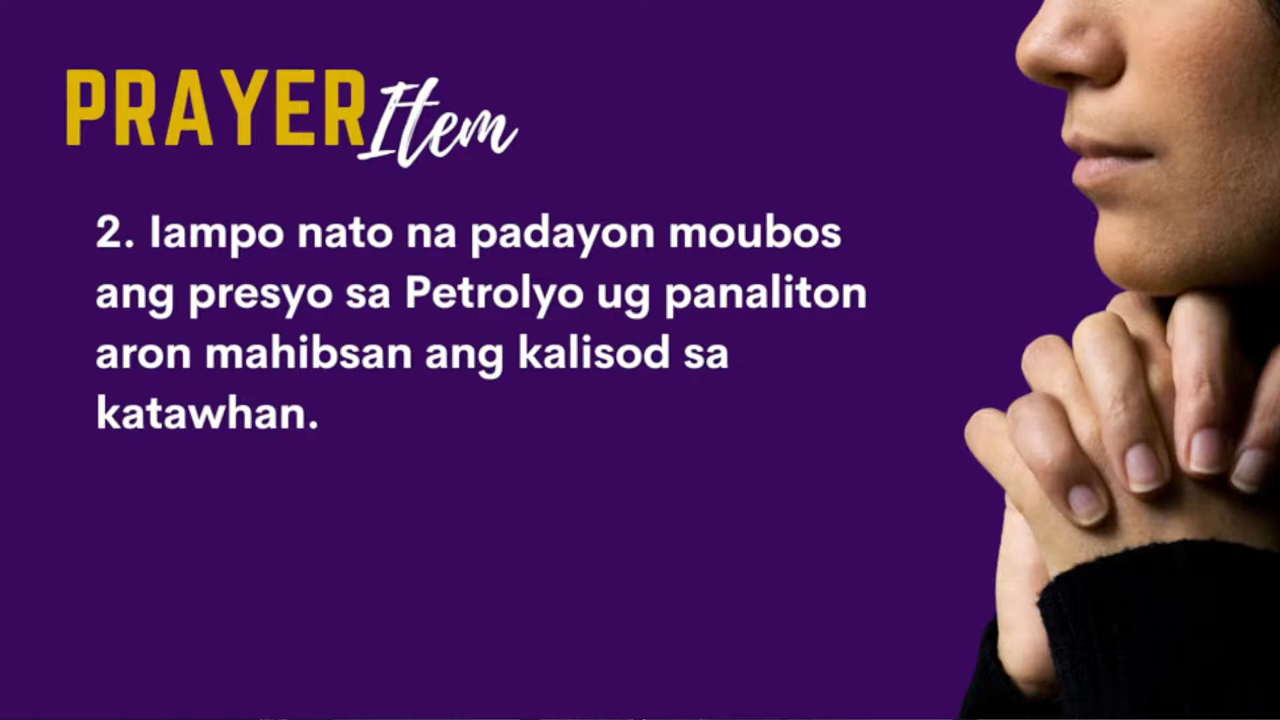 PRAYER Item
2. Iampo nato na padayon moubos
ang presyo sa Petrolyo ug panaliton
aron mahibsan ang kalisod sa
katawhan.